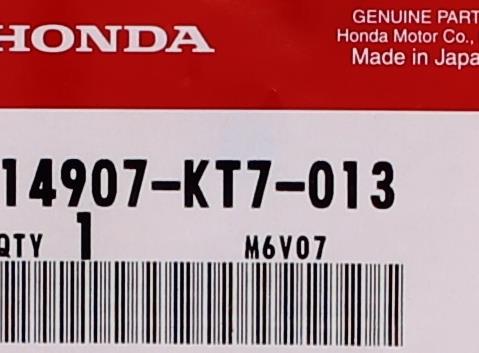 HONDA
GENUINE PART
Honda Motor Co.,
Made in Japa
14907-KT7-013
QTY 1 M6V07